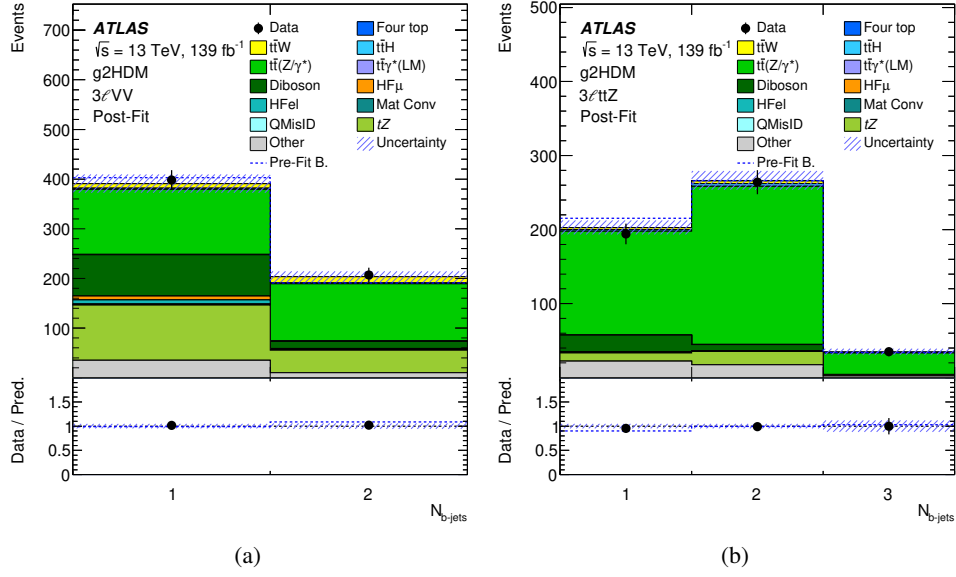 Events
700
600
500
400
300
200
100
ATLAS
√s = 13 TeV, 139 fb⁻¹
g2HDM
3ℓVV
Post-Fit
Data
tt̄W
tt̄(Z/γ*)
Diboson
HFel
QMisID
Other
Pre-Fit B.
Four top
tt̄H
tt̄γ*(LM)
HFμ
Mat Conv
tZ
Uncertainty
Data / Pred.
1.5
1
0.5
0
1 2
N_b-jets
(a)
Events
500
400
300
200
100
ATLAS
√s = 13 TeV, 139 fb⁻¹
g2HDM
3ℓttZ
Post-Fit
Data
tt̄W
tt̄(Z/γ*)
Diboson
HFel
QMisID
Other
Pre-Fit B.
Four top
tt̄H
tt̄γ*(LM)
HFμ
Mat Conv
tZ
Uncertainty
Data / Pred.
1.5
1
0.5
0
1 2 3
N_b-jets
(b)